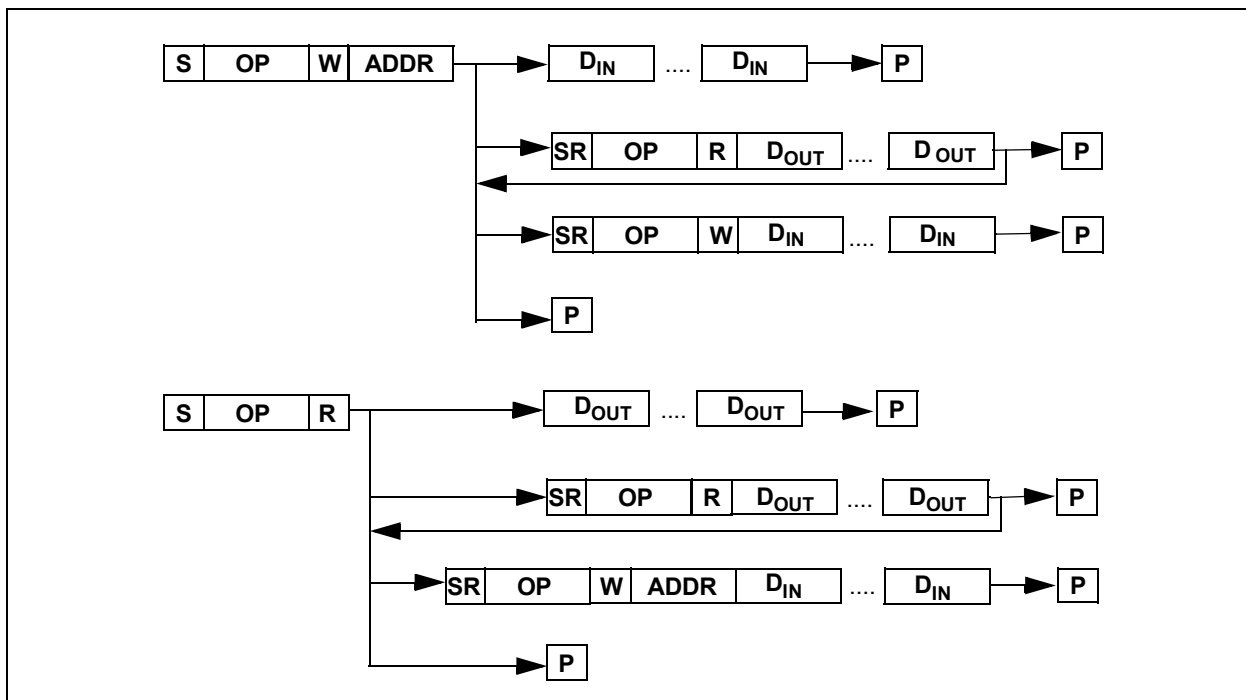 S OP W ADDR DIN .... DIN P
SR OP R DOUT .... DOUT P
SR OP W DIN .... DIN P
P
S OP R DOUT .... DOUT P
SR OP R DOUT .... DOUT P
SR OP W ADDR DIN .... DIN P
P